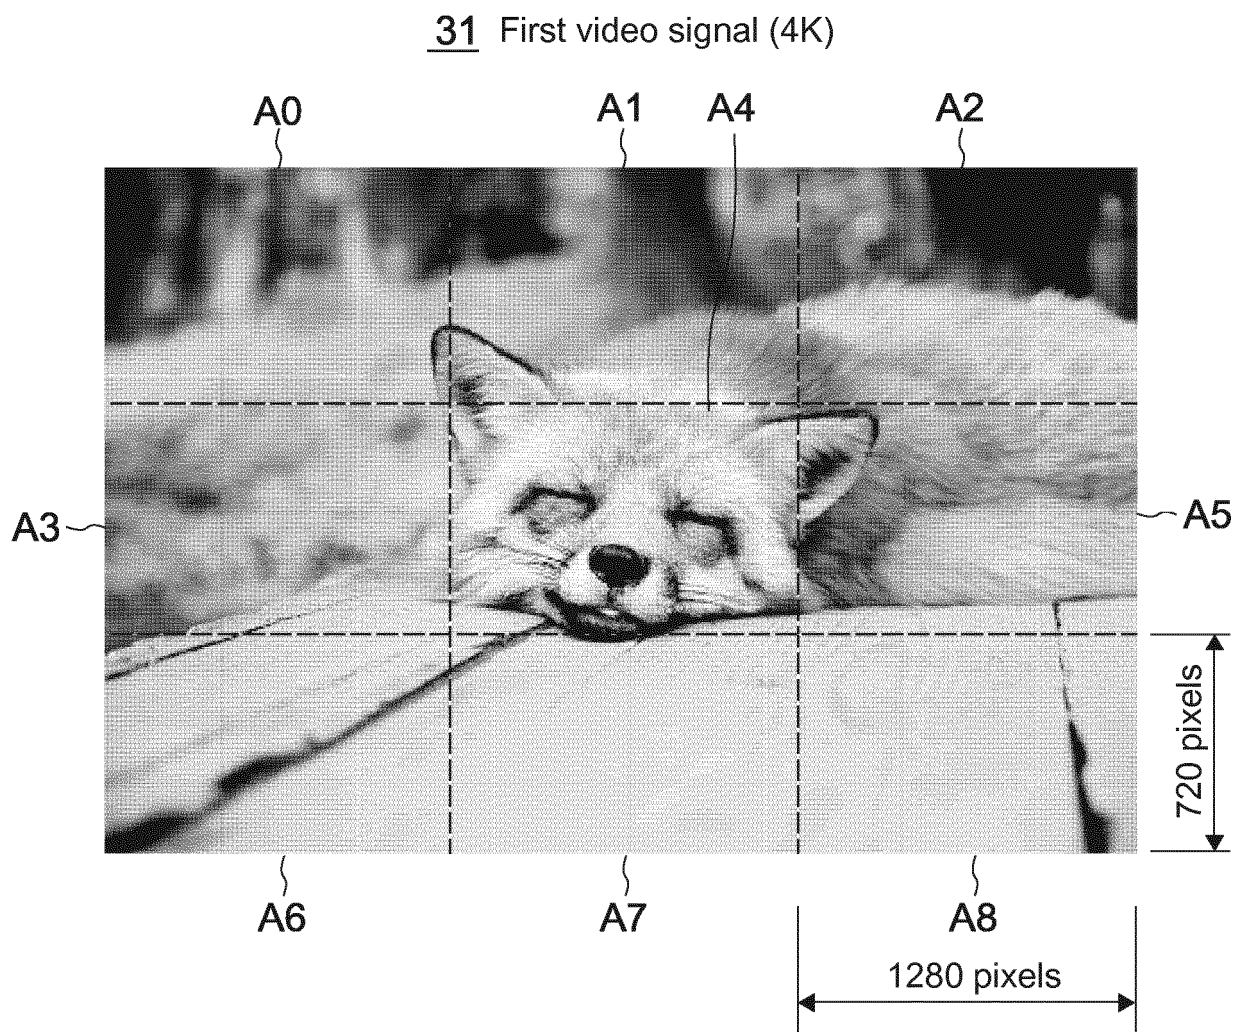 31 First video signal (4K)
A0 A1 A4 A2
A3 A5
720 pixels
A6 A7 A8
1280 pixels